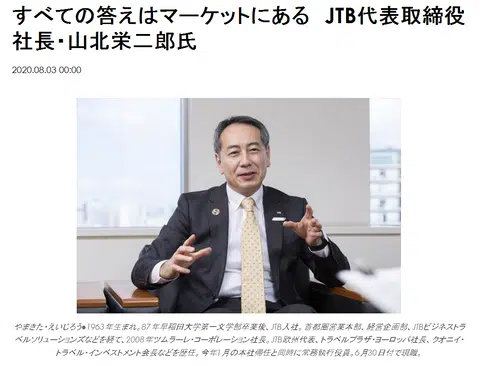 すべての答えはマーケットにある　JTB代表取締役
社長・山北栄二郎氏
2020.08.03 00:00
やまきた・えいじろう●1963年生まれ。87年早稲田大学第一文学部卒業後、JTB入社。首都圏営業本部、経営企画部、JTBビジネストラ
ベルソリューションズなどを経て、2008年ツムラーレ・コーポレーション社長。JTB欧州代表、トラベルプラザ・ヨーロッパ社長、クオニイ・
トラベル・インベストメント会長などを歴任。今年1月の本社帰任と同時に常務執行役員。6月30日付で現職。